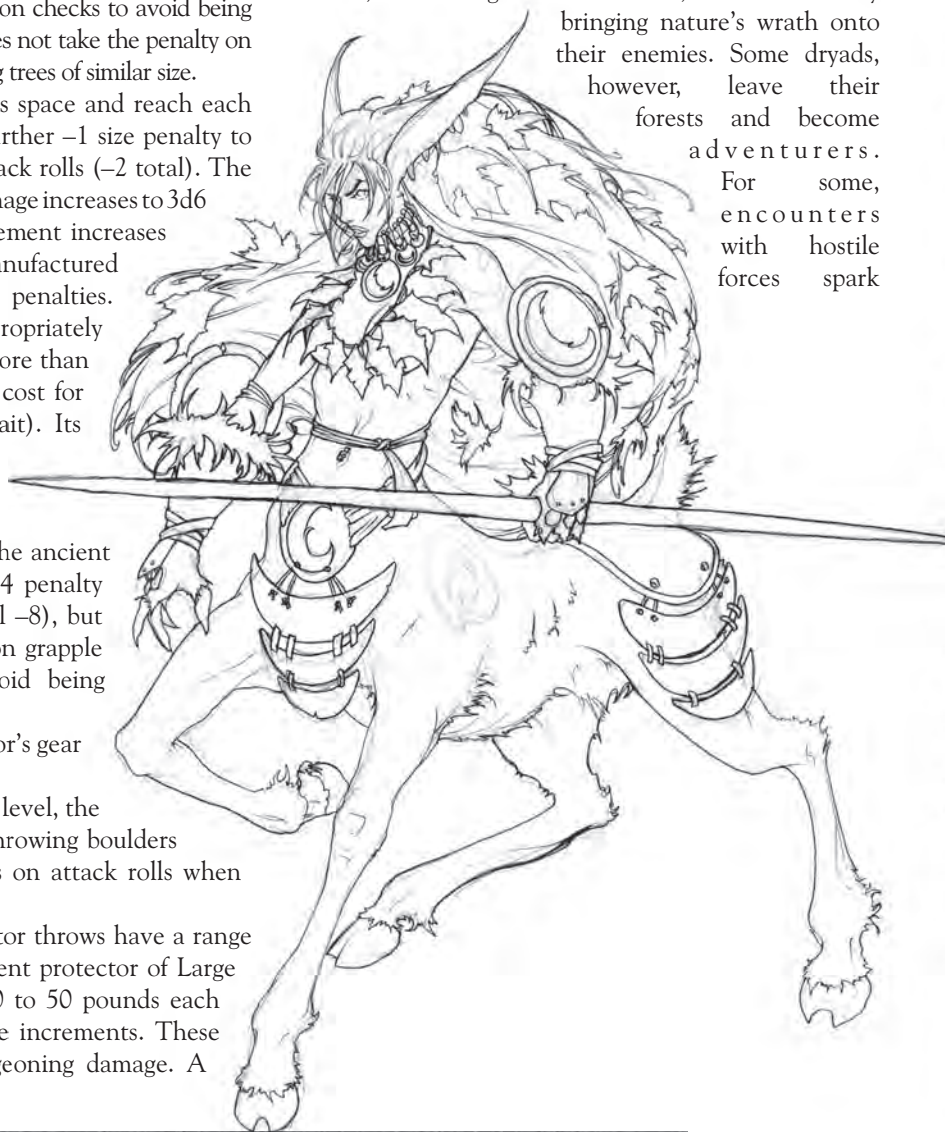 on checks to avoid being
es not take the penalty on
g trees of similar size.
s space and reach each
rther –1 size penalty to
ack rolls (–2 total). The
mage increases to 3d6
ement increases
anufactured
penalties.
propriately
ore than
cost for
ait). Its
he ancient
4 penalty
l –8), but
on grapple
oid being
or's gear
level, the
hrowing boulders
s on attack rolls when
tor throws have a range
ent protector of Large
0 to 50 pounds each
e increments. These
geoning damage. A
bringing nature's wrath onto
their enemies. Some dryads,
however, leave their
forests and become
adventurers.
For some,
encounters
with hostile
forces spark